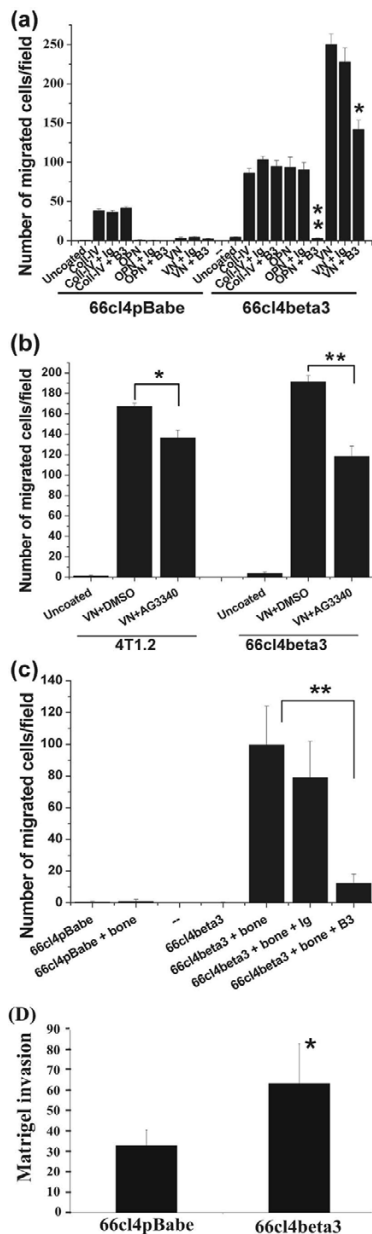 (a)
Number of migrated cells/field
250
200
150
100
50
0
*
**
Uncoated
Coll-IV
Coll-IV + Ig
Coll-IV + B3
OPN
OPN + Ig
OPN + B3
VN
VN + Ig
VN + B3
--
Uncoated
Coll-IV
Coll-IV + Ig
Coll-IV + B3
OPN
OPN + Ig
OPN + B3
VN
VN + Ig
VN + B3
66cl4pBabe
66cl4beta3
(b)
Number of migrated cells/field
200
180
160
140
120
100
80
60
40
20
0
*
**
Uncoated
VN+DMSO
VN+AG3340
Uncoated
VN+DMSO
VN+AG3340
4T1.2
66cl4beta3
(c)
Number of migrated cells/field
140
120
100
80
60
40
20
0
**
66cl4pBabe
66cl4pBabe + bone
--
66cl4beta3
66cl4beta3 + bone
66cl4beta3 + bone + Ig
66cl4beta3 + bone + B3
(D)
Matrigel invasion
90
80
70
60
50
40
30
20
10
0
*
66cl4pBabe
66cl4beta3